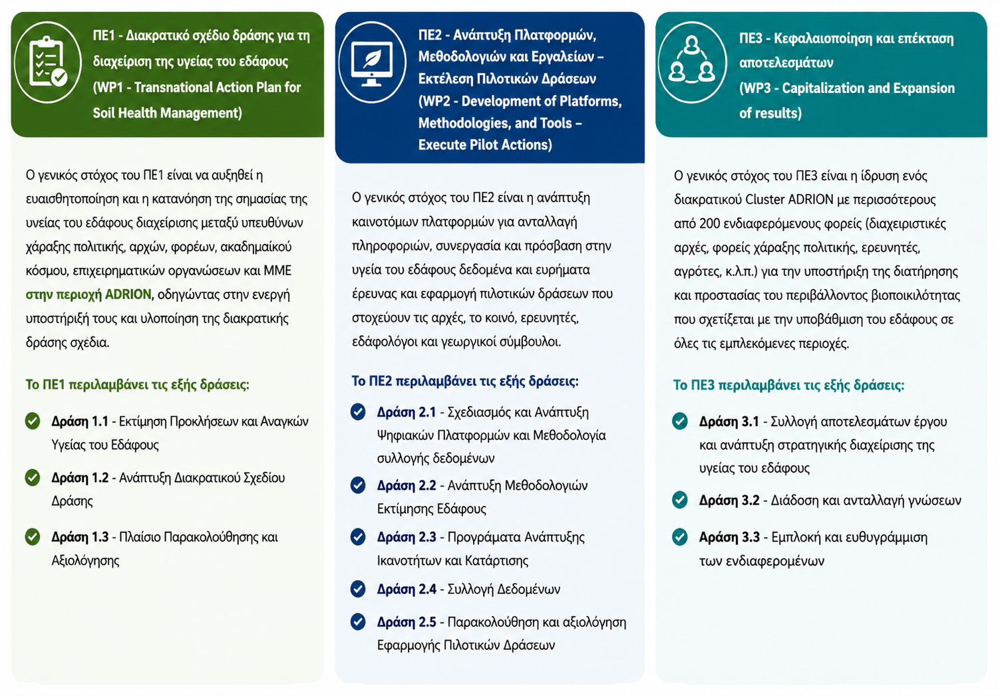 ΠΕ1 - Διακρατικό σχέδιο δράσης για τη
διαχείριση της υγείας του εδάφους
(WP1 - Transnational Action Plan for
Soil Health Management)
Ο γενικός στόχος του ΠΕ1 είναι να αυξηθεί η
ευαισθητοποίηση και η κατανόηση της σημασίας της
υνείας του εδάφους διαχείρισης μεταξύ υπευθύνων
χάραξης πολιτικής, αρχών, φορέων, ακαδημαίκού
κόσμου, επιχειρηματικών οργανώσεων και ΜΜΕ
στην περιοχή ADRION, οδηγώντας στην ενεργή
υποστήριξή τους και υλοποίηση της διακρατικής
δράσης σχέδια.
Το ΠΕ1 περιλαμβάνει τις εξής δράσεις:
Δράση 1.1 - Εκτίμηση Προκλήσεων και Αναγκών
Υγείας του Εδάφους
Δράση 1.2 - Ανάπτυξη Διακρατικού Σχεδίου
Δράσης
Δράση 1.3 - Πλαίσιο Παρακολούθησης και
Αξιολόγησης
ΠΕ2 - Ανάπτυξη Πλατφορμών,
Μεθοδολογιών και Εργαλείων –
Εκτέλεση Πιλοτικών Δράσεων
(WP2 - Development of Platforms,
Methodologies, and Tools –
Execute Pilot Actions)
Ο γενικός στόχος του ΠΕ2 είναι η ανάπτυξη
καινοτόμων πλατφορμών για ανταλλαγή
πληροφοριών, συνεργασία και πρόσβαση στην
υγεία του εδάφους δεδομένα και ευρήματα
έρευνας και εφαρμογή πιλοτικών δράσεων που
στοχεύουν τις αρχές, το κοινό, ερευνητές,
εδάφολόγοι και γεωργικοί σύμβουλοι.
Το ΠΕ2 περιλαμβάνει τις εξής δράσεις:
Δράση 2.1 - Σχεδιασμός και Ανάπτυξη
Ψηφιακών Πλατφορμών και Μεθοδολογία
συλλογής δεδομένων
Δράση 2.2 - Ανάπτυξη Μεθοδολογιών
Εκτίμησης Εδάφους
Δράση 2.3 - Προγράματα Ανάπτυξης
Ικανοτήτων και Κατάρτισης
Δράση 2.4 - Συλλογή Δεδομένων
Δράση 2.5 - Παρακολούθηση και αξιολόγηση
Εφαρμογής Πιλοτικών Δράσεων
ΠΕ3 - Κεφαλαιοποίηση και επέκταση
αποτελεσμάτων
(WP3 - Capitalization and Expansion
of results)
Ο γενικός στόχος του ΠΕ3 είναι η ίδρυση ενός
διακρατικού Cluster ADRION με περισσότερους
από 200 ενδιαφερόμενους φορείς (διαχειριστικές
αρχές, φορείς χάραξης πολιτικής, ερευνητές,
αγρότες, κ.λ.π.) για την υποστήριξη της διατήρησης
και προστασίας του περιβάλλοντος βιοποικιλότητας
που σχετίζεται με την υποβάθμιση του εδάφους σε
όλες τις εμπλεκόμενες περιοχές.
Το ΠΕ3 περιλαμβάνει τις εξής δράσεις:
Δράση 3.1 - Συλλογή αποτελεσμάτων έργου
και ανάπτυξη στρατηγικής διαχείρισης της
υγείας του εδάφους
Δράση 3.2 - Διάδοση και ανταλλαγή γνώσεων
Αράση 3.3 - Εμπλοκή και ευθυγράμμιση
των ενδιαφερομένων